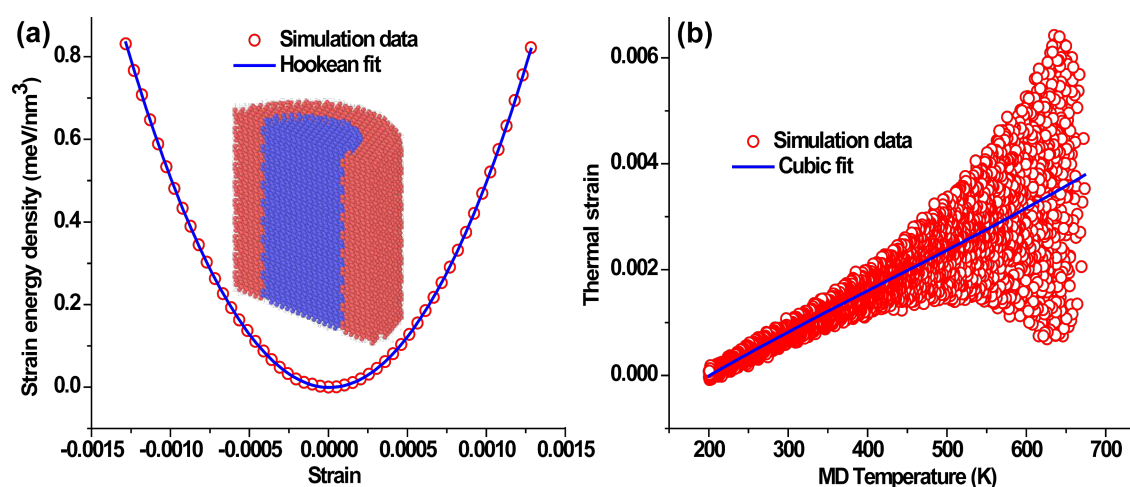 (a)
Simulation data
Hookean fit
Strain energy density (meV/nm³)
0.8
0.6
0.4
0.2
0.0
-0.0015 -0.0010 -0.0005 0.0000 0.0005 0.0010 0.0015
Strain
(b)
Simulation data
Cubic fit
Thermal strain
0.006
0.004
0.002
0.000
200 300 400 500 600 700
MD Temperature (K)